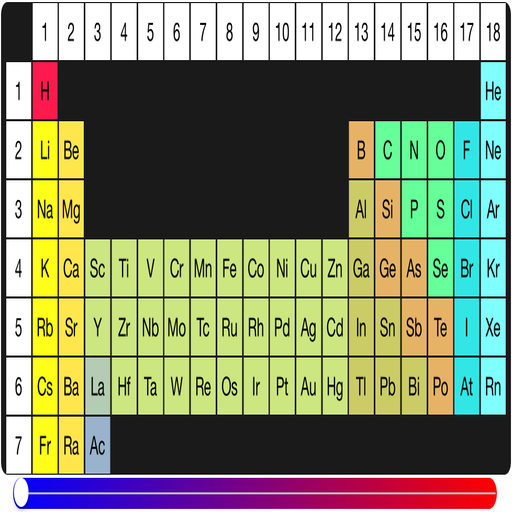 1 2 3 4 5 6 7 8 9 10 11 12 13 14 15 16 17 18
1 H He
2 Li Be B C N O F Ne
3 Na Mg Al Si P S Cl Ar
4 K Ca Sc Ti V Cr Mn Fe Co Ni Cu Zn Ga Ge As Se Br Kr
5 Rb Sr Y Zr Nb Mo Tc Ru Rh Pd Ag Cd In Sn Sb Te I Xe
6 Cs Ba La Hf Ta W Re Os Ir Pt Au Hg Tl Pb Bi Po At Rn
7 Fr Ra Ac